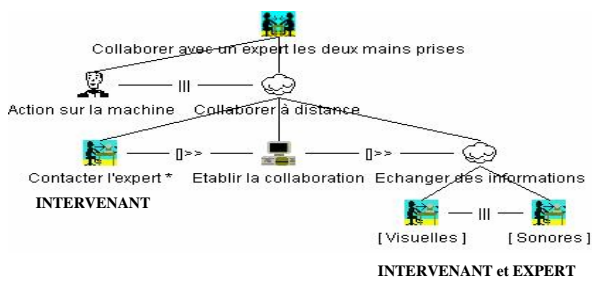 Collaborer avec un expert les deux mains prises
|||
Action sur la machine Collaborer à distance
[]>> []>>
Contacter l'expert * Etablir la collaboration Echanger des informations
INTERVENANT
|||
[ Visuelles ] [ Sonores ]
INTERVENANT et EXPERT